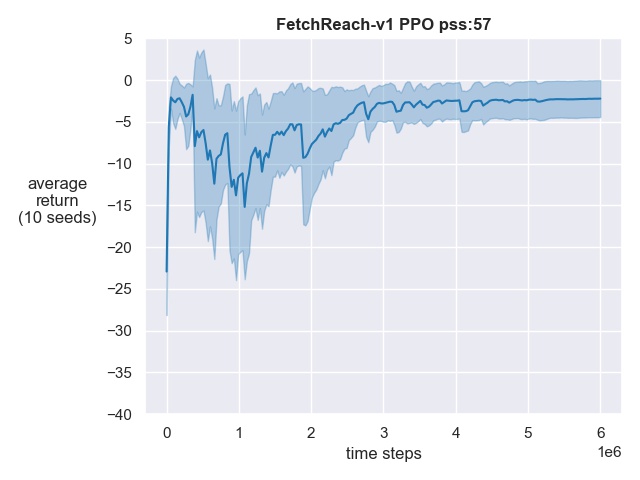 FetchReach-v1 PPO pss:57
5
0
−5
−10
−15
−20
−25
−30
−35
−40
average
return
(10 seeds)
0 1 2 3 4 5 6
1e6
time steps